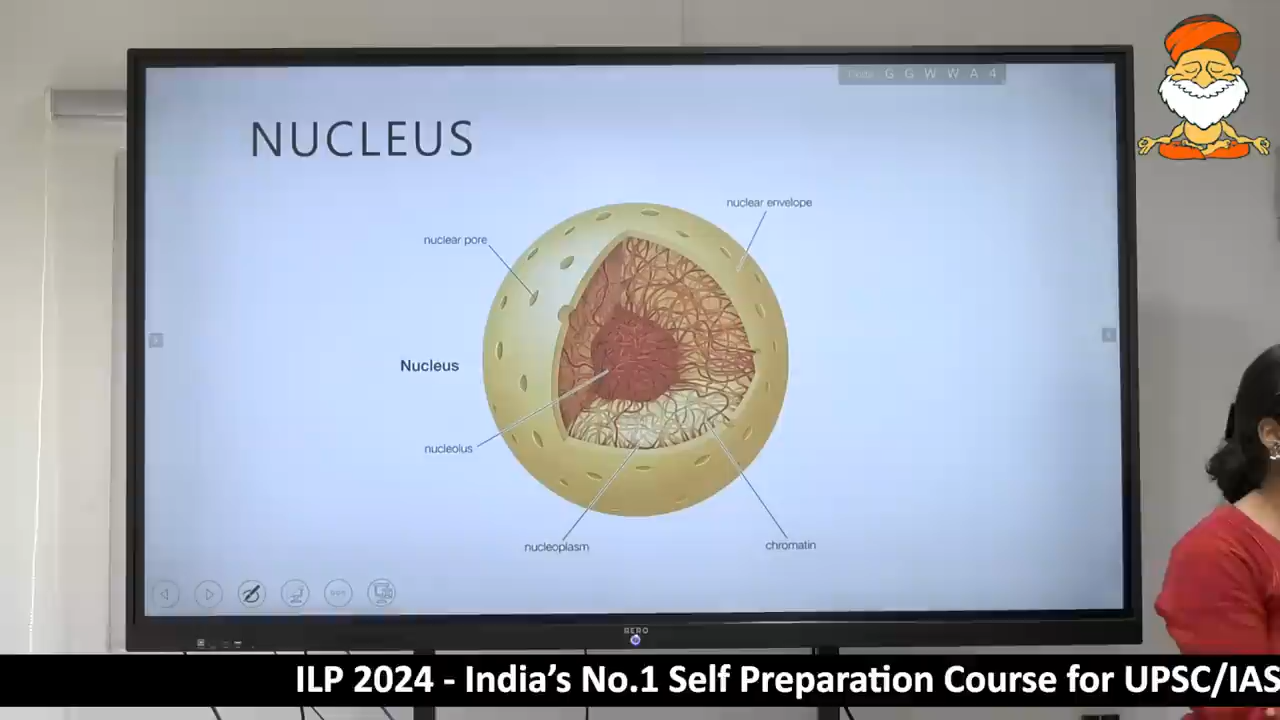 G G W W A 4
NUCLEUS
nuclear envelope
nuclear pore
Nucleus
nucleolus
nucleoplasm
chromatin
ILP 2024 - India's No.1 Self Preparation Course for UPSC/IAS